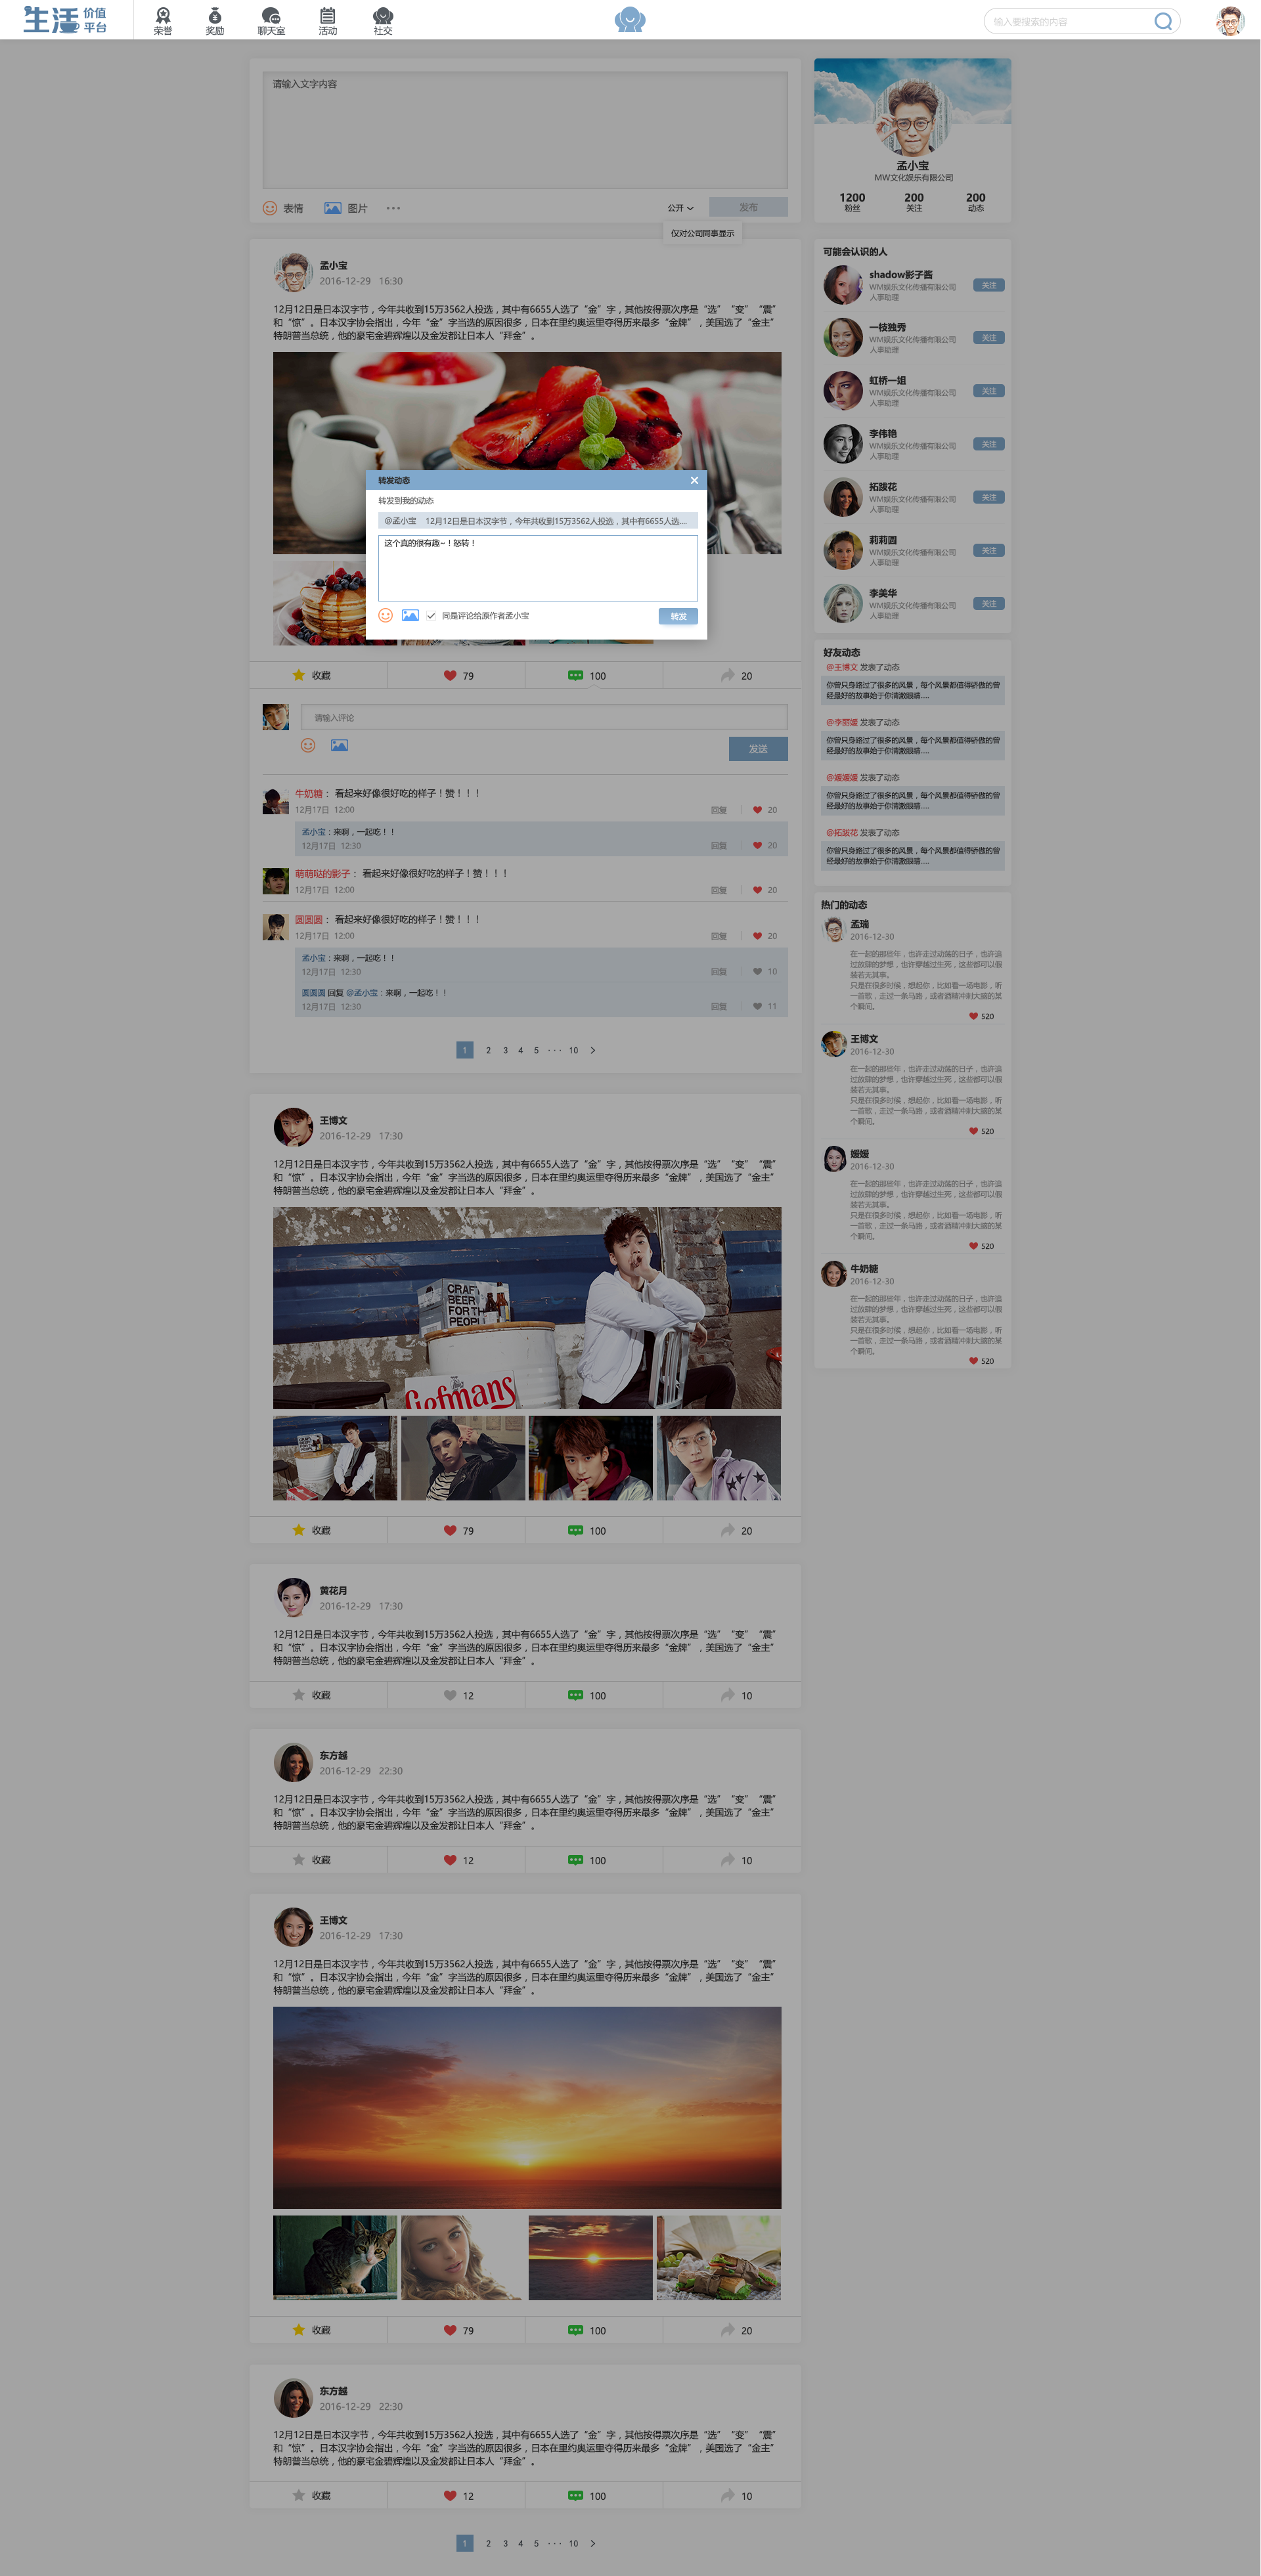 生活 价值平台
荣誉
奖励
聊天室
活动
社交
输入要搜索的内容
请输入文字内容
表情
图片
公开
发布
仅对公司同事显示
孟小宝
MW文化娱乐有限公司
1200 200 200
粉丝 关注 动态
孟小宝
2016-12-29 16:30
12月12日是日本汉字节，今年共收到15万3562人投选，其中有6655人选了“金”字，其他按得票次序是“选” “变” “震”
和“惊”。日本汉字协会指出，今年“金”字当选的原因很多，日本在里约奥运里夺得历来最多“金牌”，美国选了“金主”
特朗普当总统，他的豪宅金碧辉煌以及金发都让日本人“拜金”。
转发动态
转发到我的动态
@孟小宝 12月12日是日本汉字节，今年共收到15万3562人投选，其中有6655人选....
这个真的很有趣~！怒转！
同是评论给原作者孟小宝
转发
收藏 79 100 20
请输入评论
发送
牛奶糖： 看起来好像很好吃的样子！赞！！！
12月17日 12:00 回复 20
孟小宝：来啊，一起吃！！
12月17日 12:30 回复 20
萌萌哒的影子： 看起来好像很好吃的样子！赞！！！
12月17日 12:00 回复 20
圆圆圆： 看起来好像很好吃的样子！赞！！！
12月17日 12:00 回复 20
孟小宝：来啊，一起吃！！
12月17日 12:30 回复 10
圆圆圆 回复 @孟小宝：来啊，一起吃！！
12月17日 12:30 回复 11
1 2 3 4 5 ··· 10
王博文
2016-12-29 17:30
12月12日是日本汉字节，今年共收到15万3562人投选，其中有6655人选了“金”字，其他按得票次序是“选” “变” “震”
和“惊”。日本汉字协会指出，今年“金”字当选的原因很多，日本在里约奥运里夺得历来最多“金牌”，美国选了“金主”
特朗普当总统，他的豪宅金碧辉煌以及金发都让日本人“拜金”。
CRAFT
BEER
FOR THE
PEOPLE
Gefmans
收藏 79 100 20
黄花月
2016-12-29 17:30
12月12日是日本汉字节，今年共收到15万3562人投选，其中有6655人选了“金”字，其他按得票次序是“选” “变” “震”
和“惊”。日本汉字协会指出，今年“金”字当选的原因很多，日本在里约奥运里夺得历来最多“金牌”，美国选了“金主”
特朗普当总统，他的豪宅金碧辉煌以及金发都让日本人“拜金”。
收藏 12 100 10
东方越
2016-12-29 22:30
12月12日是日本汉字节，今年共收到15万3562人投选，其中有6655人选了“金”字，其他按得票次序是“选” “变” “震”
和“惊”。日本汉字协会指出，今年“金”字当选的原因很多，日本在里约奥运里夺得历来最多“金牌”，美国选了“金主”
特朗普当总统，他的豪宅金碧辉煌以及金发都让日本人“拜金”。
收藏 12 100 10
王博文
2016-12-29 17:30
12月12日是日本汉字节，今年共收到15万3562人投选，其中有6655人选了“金”字，其他按得票次序是“选” “变” “震”
和“惊”。日本汉字协会指出，今年“金”字当选的原因很多，日本在里约奥运里夺得历来最多“金牌”，美国选了“金主”
特朗普当总统，他的豪宅金碧辉煌以及金发都让日本人“拜金”。
收藏 79 100 20
东方越
2016-12-29 22:30
12月12日是日本汉字节，今年共收到15万3562人投选，其中有6655人选了“金”字，其他按得票次序是“选” “变” “震”
和“惊”。日本汉字协会指出，今年“金”字当选的原因很多，日本在里约奥运里夺得历来最多“金牌”，美国选了“金主”
特朗普当总统，他的豪宅金碧辉煌以及金发都让日本人“拜金”。
收藏 12 100 10
1 2 3 4 5 ··· 10
可能会认识的人
shadow影子酱
WM娱乐文化传播有限公司
人事助理
关注
一枝独秀
WM娱乐文化传播有限公司
人事助理
关注
虹桥一姐
WM娱乐文化传播有限公司
人事助理
关注
李伟艳
WM娱乐文化传播有限公司
人事助理
关注
拓跋花
WM娱乐文化传播有限公司
人事助理
关注
莉莉圆
WM娱乐文化传播有限公司
人事助理
关注
李美华
WM娱乐文化传播有限公司
人事助理
关注
好友动态
@王博文 发表了动态
你曾只身路过了很多的风景，每个风景都值得骄傲的曾
经最好的故事始于你清澈眼睛.....
@李丽媛 发表了动态
你曾只身路过了很多的风景，每个风景都值得骄傲的曾
经最好的故事始于你清澈眼睛.....
@媛媛媛 发表了动态
你曾只身路过了很多的风景，每个风景都值得骄傲的曾
经最好的故事始于你清澈眼睛.....
@拓跋花 发表了动态
你曾只身路过了很多的风景，每个风景都值得骄傲的曾
经最好的故事始于你清澈眼睛.....
热门的动态
孟瑞
2016-12-30
在一起的那些年，也许走过动荡的日子，也许追
过放肆的梦想，也许穿越过生死，这些都可以假
装若无其事。
只是在很多时候，想起你，比如看一场电影，听
一首歌，走过一条马路，或者酒精冲刺大脑的某
个瞬间。
520
王博文
2016-12-30
在一起的那些年，也许走过动荡的日子，也许追
过放肆的梦想，也许穿越过生死，这些都可以假
装若无其事。
只是在很多时候，想起你，比如看一场电影，听
一首歌，走过一条马路，或者酒精冲刺大脑的某
个瞬间。
520
媛媛
2016-12-30
在一起的那些年，也许走过动荡的日子，也许追
过放肆的梦想，也许穿越过生死，这些都可以假
装若无其事。
只是在很多时候，想起你，比如看一场电影，听
一首歌，走过一条马路，或者酒精冲刺大脑的某
个瞬间。
520
牛奶糖
2016-12-30
在一起的那些年，也许走过动荡的日子，也许追
过放肆的梦想，也许穿越过生死，这些都可以假
装若无其事。
只是在很多时候，想起你，比如看一场电影，听
一首歌，走过一条马路，或者酒精冲刺大脑的某
个瞬间。
520